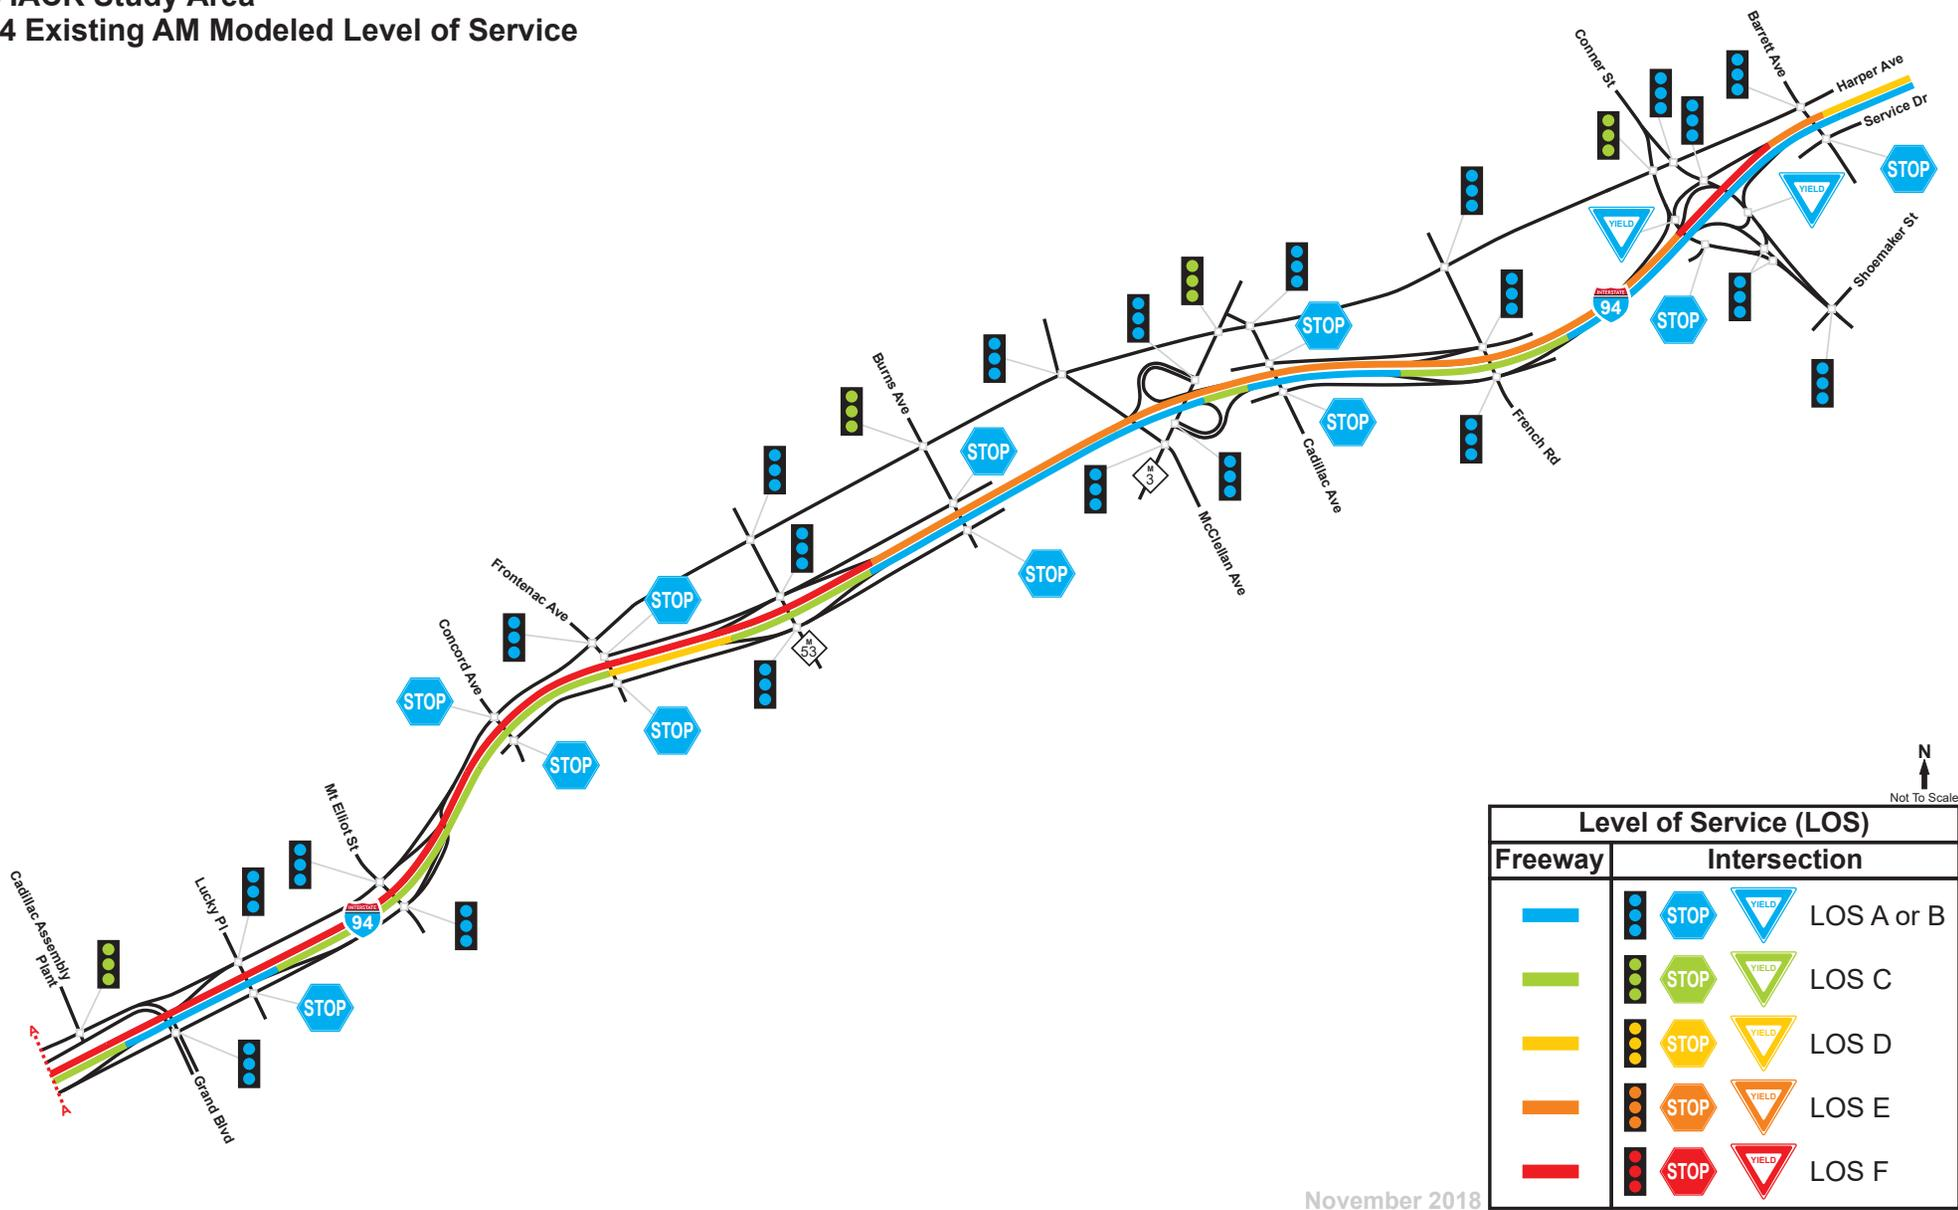 4 Existing AM Modeled Level of Service
Barrett Ave
Conner St
Harper Ave
Service Dr
STOP
YIELD
YIELD
Shoemaker St
INTERSTATE
94
STOP
STOP
Burns Ave
French Rd
STOP
STOP
Cadillac Ave
M
3
McClellan Ave
STOP
Frontenac Ave
STOP
M
53
Concord Ave
STOP
STOP
STOP
Mt Elliot St
N
Not To Scale
Cadillac Assembly
Plant
Lucky Pl
INTERSTATE
94
STOP
Grand Blvd
A
A
Level of Service (LOS)
Freeway
Intersection
STOP YIELD LOS A or B
STOP YIELD LOS C
STOP YIELD LOS D
STOP YIELD LOS E
STOP YIELD LOS F
November 2018